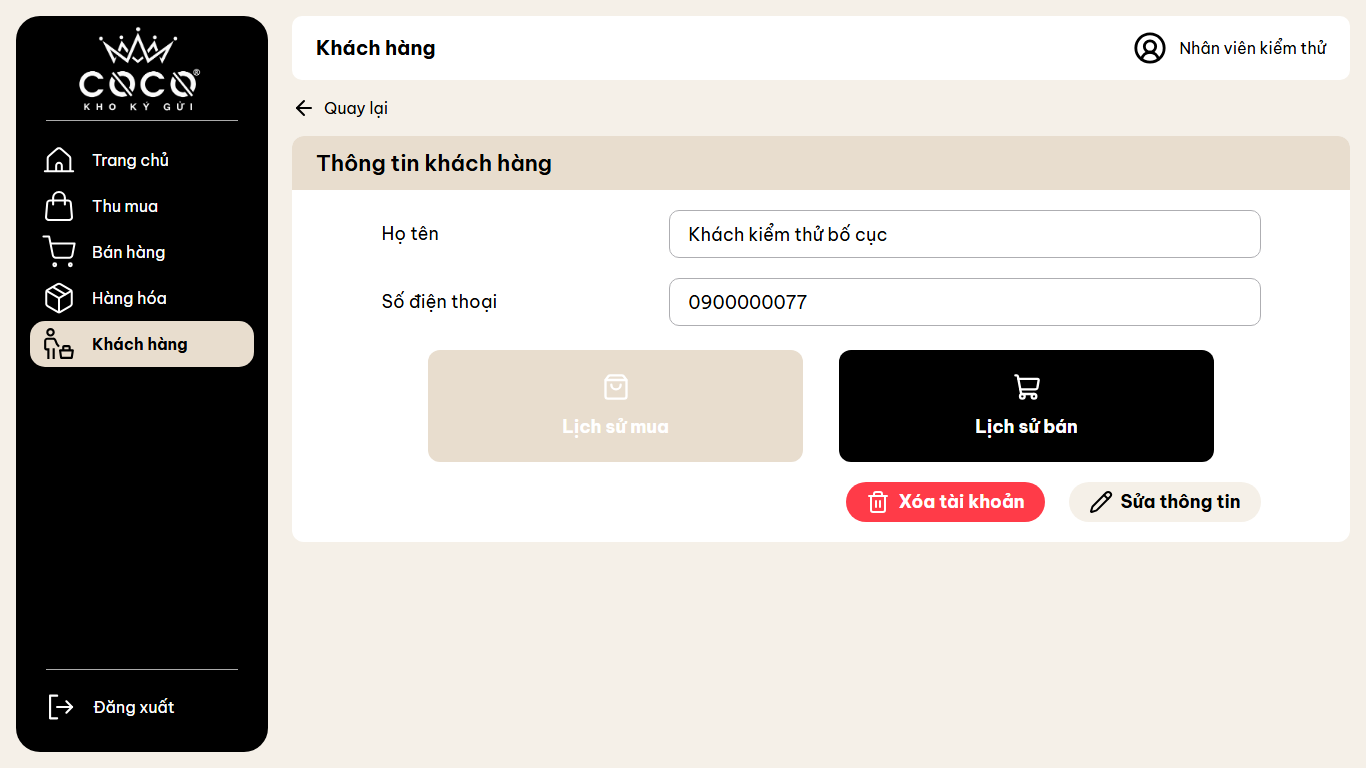 COCO®
KHO KÝ GỬI
Trang chủ
Thu mua
Bán hàng
Hàng hóa
Khách hàng
Đăng xuất
Khách hàng
Nhân viên kiểm thử
Quay lại
Thông tin khách hàng
Họ tên
Khách kiểm thử bố cục
Số điện thoại
0900000077
Lịch sử mua
Lịch sử bán
Xóa tài khoản
Sửa thông tin